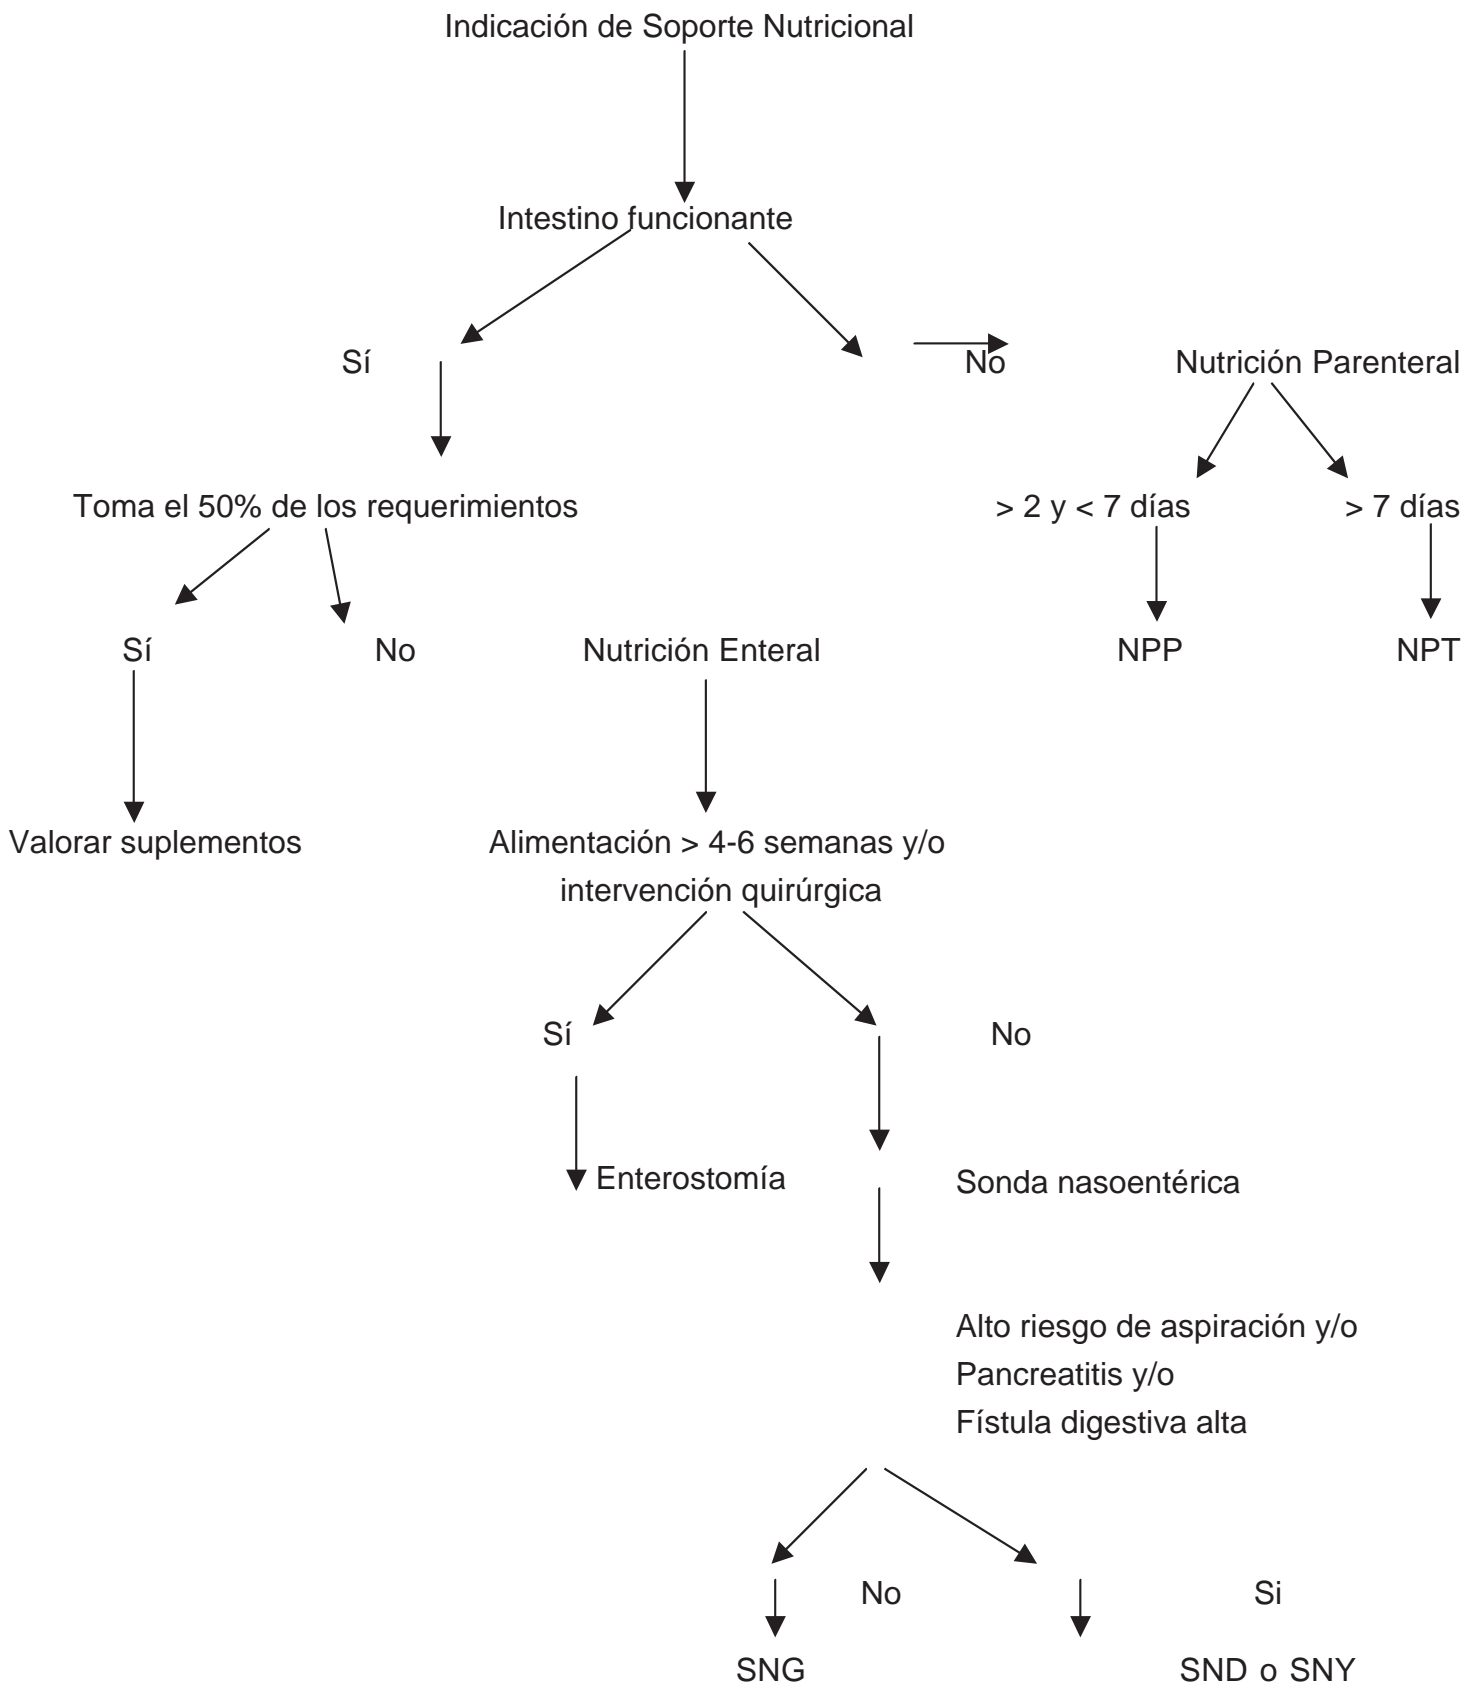 Indicación de Soporte Nutricional
Intestino funcionante
Sí
No
Nutrición Parenteral
Toma el 50% de los requerimientos
> 2 y < 7 días
> 7 días
Sí
No
Nutrición Enteral
NPP
NPT
Valorar suplementos
Alimentación > 4-6 semanas y/o
intervención quirúrgica
Sí
No
Enterostomía
Sonda nasoentérica
Alto riesgo de aspiración y/o
Pancreatitis y/o
Fístula digestiva alta
No
Si
SNG
SND o SNY